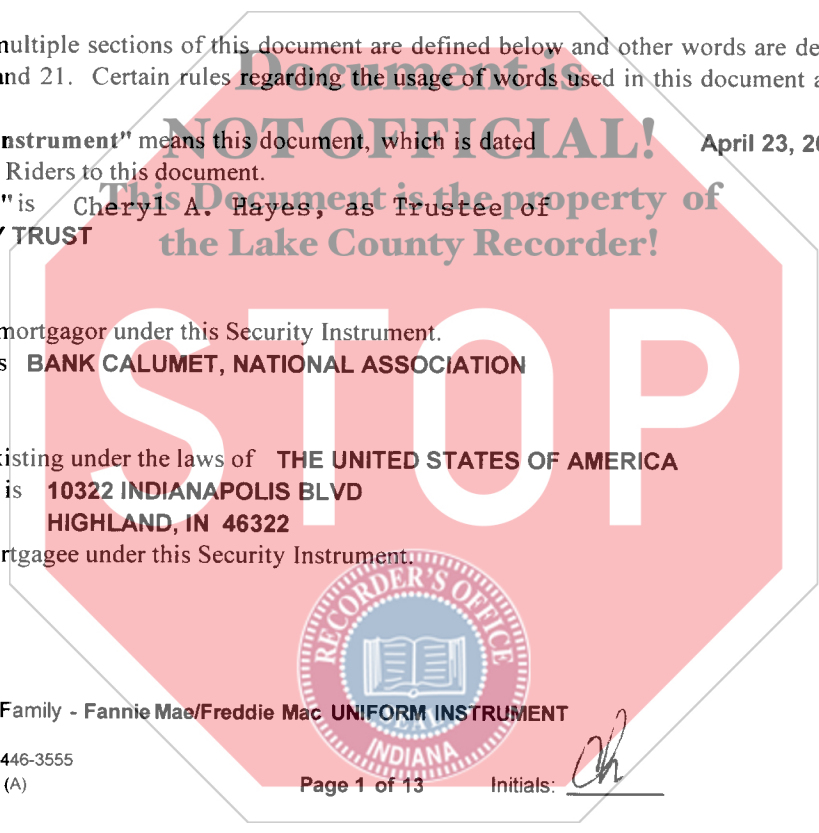 multiple sections of this document are defined below and other words are de
and 21. Certain rules regarding the usage of words used in this document a
Document is
nstrument" means this document, which is dated April 23, 20
NOT OFFICIAL!
Riders to this document.
" is Cheryl A. Hayes, as Trustee of
This Document is the property of
Y TRUST
the Lake County Recorder!
mortgagor under this Security Instrument.
s BANK CALUMET, NATIONAL ASSOCIATION
STOP
xisting under the laws of THE UNITED STATES OF AMERICA
is 10322 INDIANAPOLIS BLVD
HIGHLAND, IN 46322
rtgagee under this Security Instrument.
RECORDER'S OFFICE
SEAL
INDIANA
Family - Fannie Mae/Freddie Mac UNIFORM INSTRUMENT
446-3555
(A)
Page 1 of 13 Initials: ch